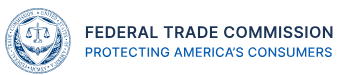 FEDERAL TRADE COMMISSION
PROTECTING AMERICA'S CONSUMERS